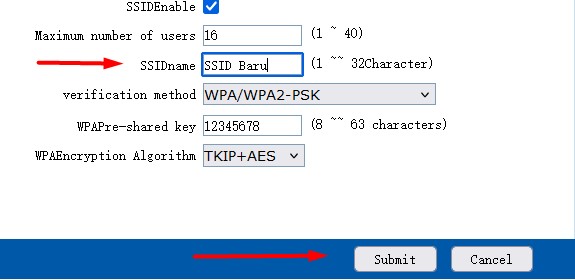 SSIDEnable
Maximum number of users 16 (1 ~ 40)
SSIDname SSID Baru (1 ~~ 32Character)
verification method WPA/WPA2-PSK
WPAPre-shared key 12345678 (8 ~~ 63 characters)
WPAEncryption Algorithm TKIP+AES
Submit Cancel